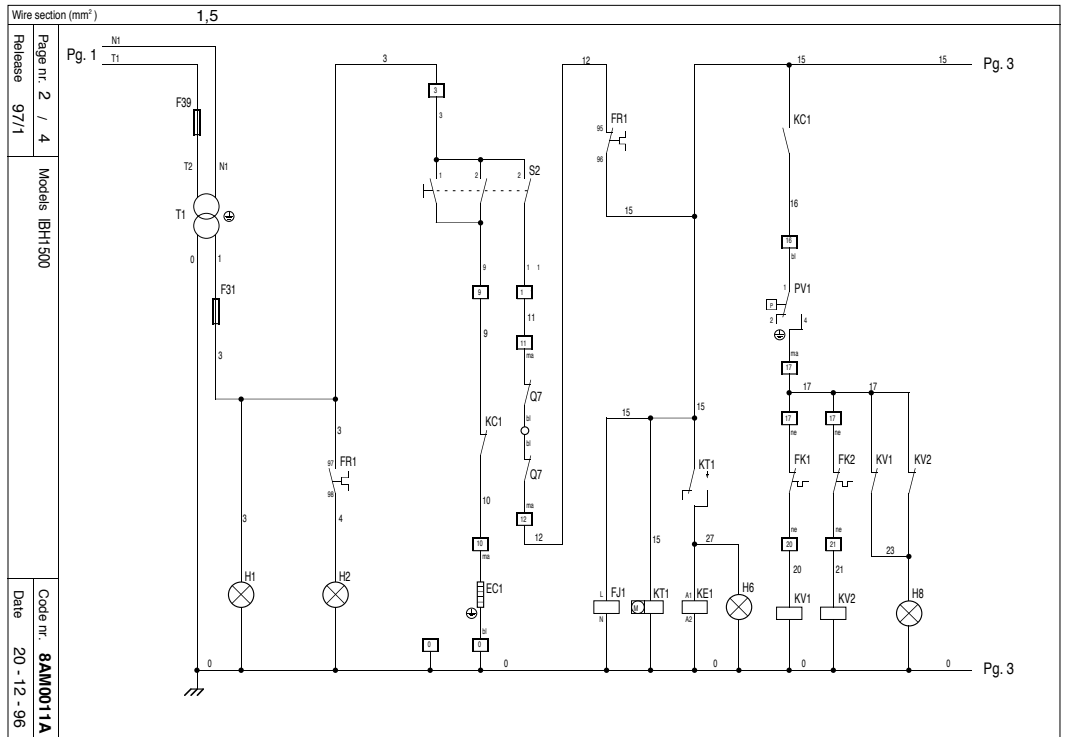 Wire section (mm²) 1,5
Page nr. 2 / 4
Release 97/1
Models IBH1500
Code nr. 8AM0011A
Date 20 - 12 - 96
Pg. 1
N1
T1
3
12
15
15
Pg. 3
F39
3
3
FR1
95
96
KC1
T2
N1
T1
0
1
1
2
2
S2
15
16
16
bl
F31
3
9
1
1
9
1
9
11
11
ma
1
PV1
P
2
4
ma
17
17
17
Q7
bl
bl
Q7
ma
12
12
KC1
10
10
ma
15
15
KT1
17
ne
17
ne
FK1
FK2
KV1
KV2
3
97
FR1
98
4
3
ne
20
ne
21
27
15
23
20
21
H1
H2
EC1
bl
L
FJ1
N
M
KT1
A1
KE1
A2
H6
KV1
KV2
H8
0
0
0
0
0
0
0
Pg. 3